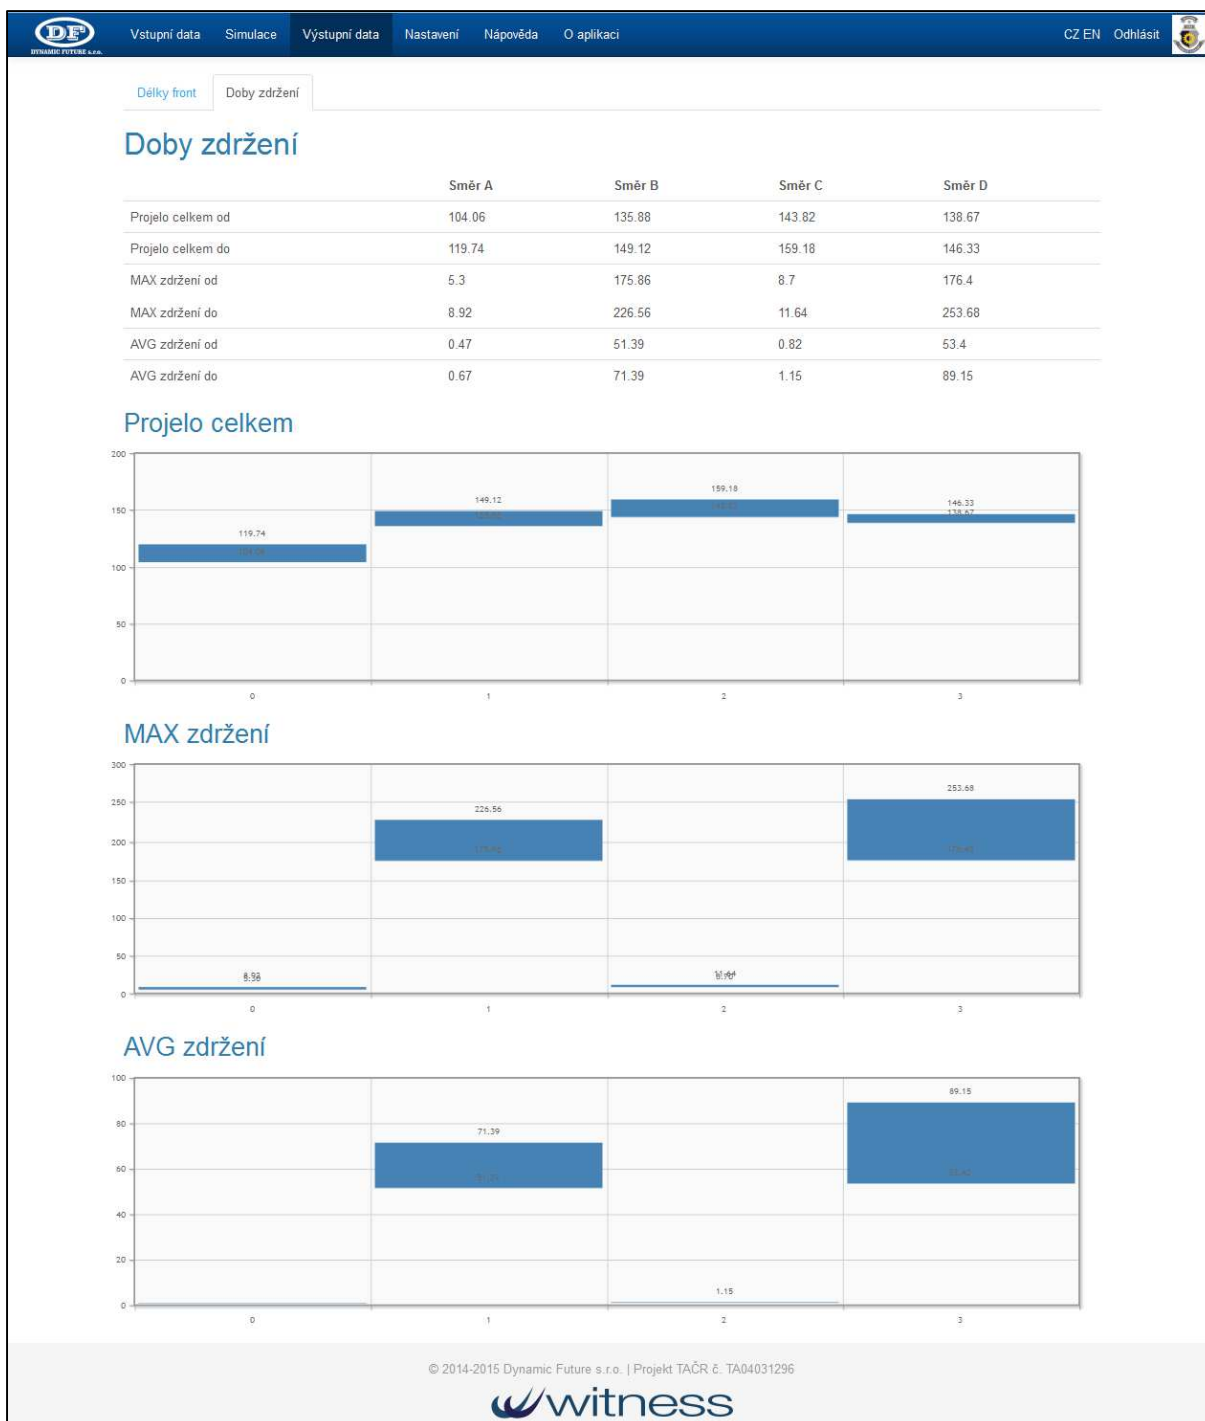 DF
DYNAMIC FUTURE s.r.o.
Vstupní data Simulace Výstupní data Nastavení Nápověda O aplikaci CZ EN Odhlásit
Délky front Doby zdržení
Doby zdržení
Směr A Směr B Směr C Směr D
Projelo celkem od 104.06 135.88 143.82 138.67
Projelo celkem do 119.74 149.12 159.18 146.33
MAX zdržení od 5.3 175.86 8.7 176.4
MAX zdržení do 8.92 226.56 11.64 253.68
AVG zdržení od 0.47 51.39 0.82 53.4
AVG zdržení do 0.67 71.39 1.15 89.15
Projelo celkem
200
159.18
149.12 146.33
150 138.67
119.74
100
50
0
0 1 2 3
MAX zdržení
300
253.68
250
226.56
200
150
100
50
0
0 1 2 3
AVG zdržení
100
89.15
80
71.39
60
40
20
1.15
0
0 1 2 3
© 2014-2015 Dynamic Future s.r.o. | Projekt TAČR č. TA04031296
witness